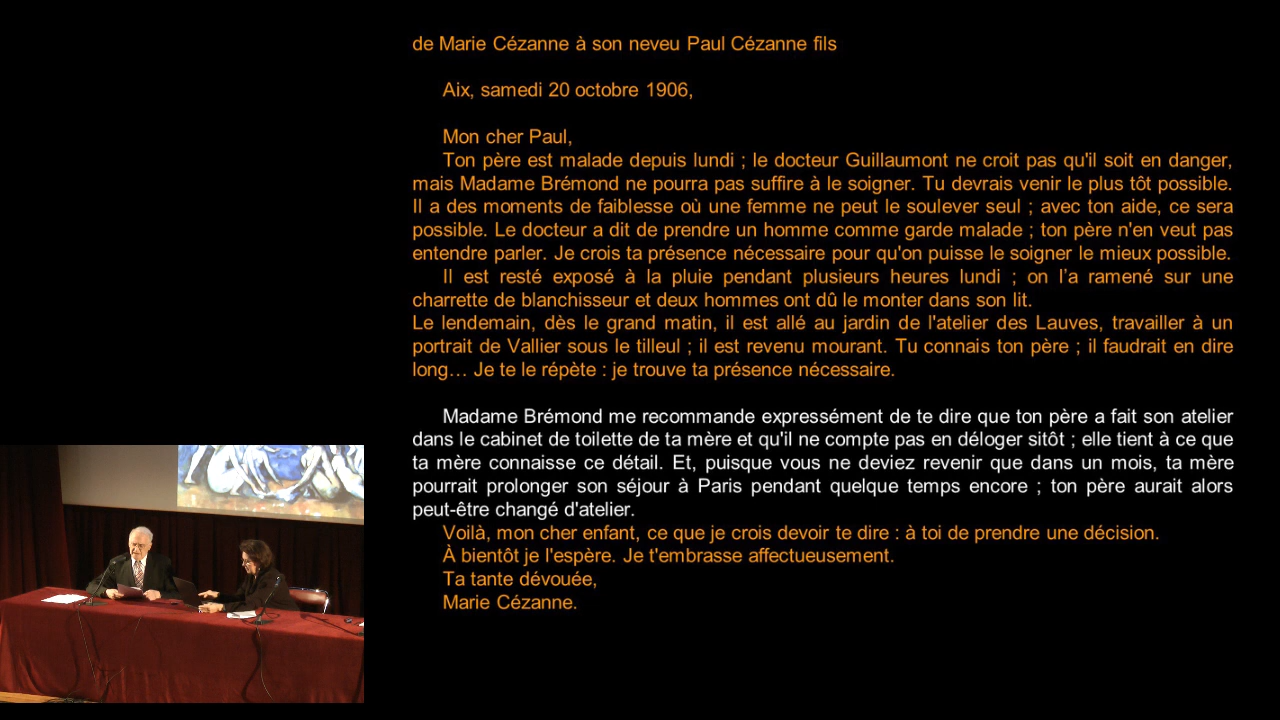 de Marie Cézanne à son neveu Paul Cézanne fils
Aix, samedi 20 octobre 1906,
Mon cher Paul,
Ton père est malade depuis lundi ; le docteur Guillaumont ne croit pas qu'il soit en danger,
mais Madame Brémond ne pourra pas suffire à le soigner. Tu devrais venir le plus tôt possible.
Il a des moments de faiblesse où une femme ne peut le soulever seul ; avec ton aide, ce sera
possible. Le docteur a dit de prendre un homme comme garde malade ; ton père n'en veut pas
entendre parler. Je crois ta présence nécessaire pour qu'on puisse le soigner le mieux possible.
Il est resté exposé à la pluie pendant plusieurs heures lundi ; on l’a ramené sur une
charrette de blanchisseur et deux hommes ont dû le monter dans son lit.
Le lendemain, dès le grand matin, il est allé au jardin de l'atelier des Lauves, travailler à un
portrait de Vallier sous le tilleul ; il est revenu mourant. Tu connais ton père ; il faudrait en dire
long… Je te le répète : je trouve ta présence nécessaire.
Madame Brémond me recommande expressément de te dire que ton père a fait son atelier
dans le cabinet de toilette de ta mère et qu'il ne compte pas en déloger sitôt ; elle tient à ce que
ta mère connaisse ce détail. Et, puisque vous ne deviez revenir que dans un mois, ta mère
pourrait prolonger son séjour à Paris pendant quelque temps encore ; ton père aurait alors
peut-être changé d'atelier.
Voilà, mon cher enfant, ce que je crois devoir te dire : à toi de prendre une décision.
À bientôt je l'espère. Je t'embrasse affectueusement.
Ta tante dévouée,
Marie Cézanne.